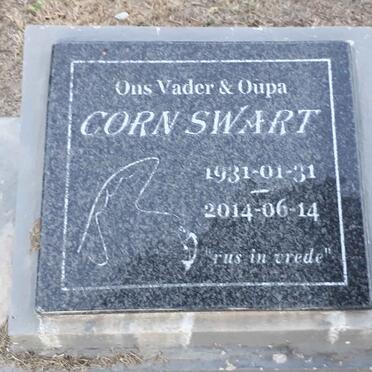 Ons Vader & Oupa
CORN SWART
1931-01-31
2014-06-14
"rus in vrede"